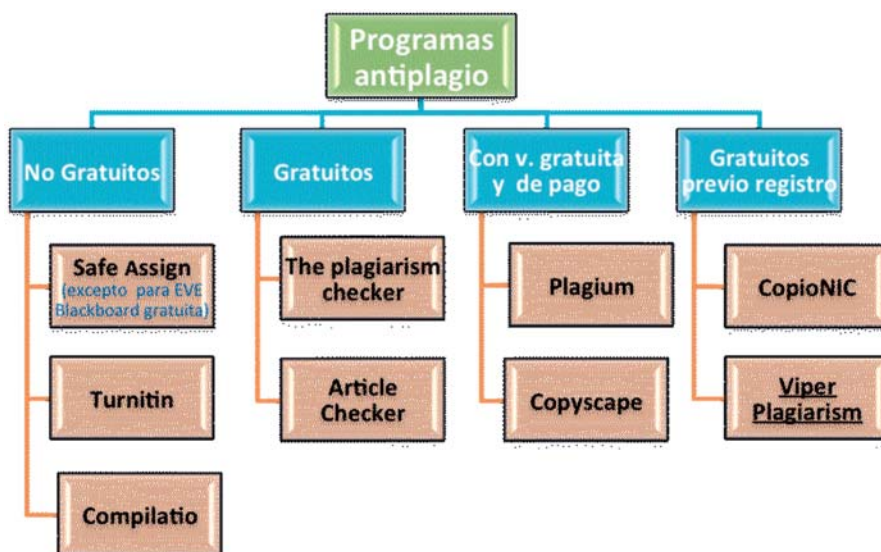 Programas
antiplagio
No Gratuitos
Gratuitos
Con v. gratuita
y de pago
Gratuitos
previo registro
Safe Assign
(excepto para EVE
Blackboard gratuita)
Turnitin
Compilatio
The plagiarism
checker
Article
Checker
Plagium
Copyscape
CopioNIC
Viper
Plagiarism